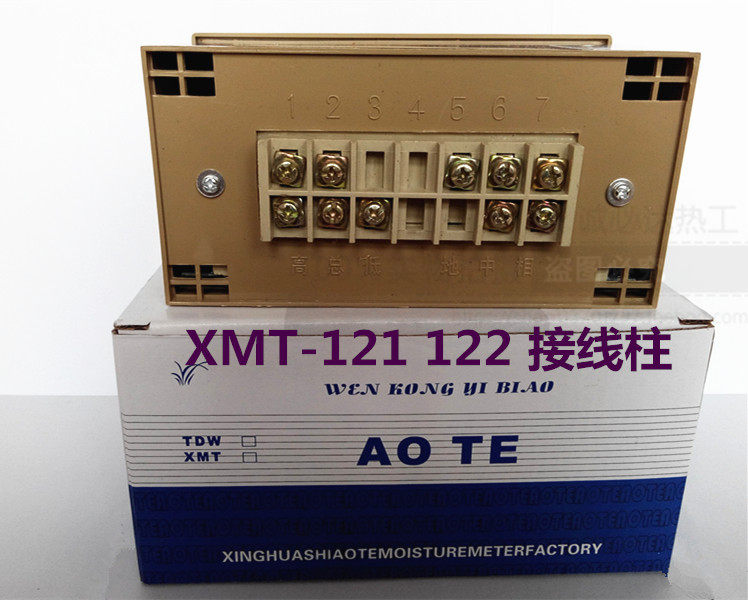 1 2 3 4 5 6 7
高 总 低 地 中 相
XMT-121 122 接线柱
WEN KONG YI BIAO
TDW
XMT
AO TE
XINGHUASHIAOTEMOISTUREMETERFACTORY